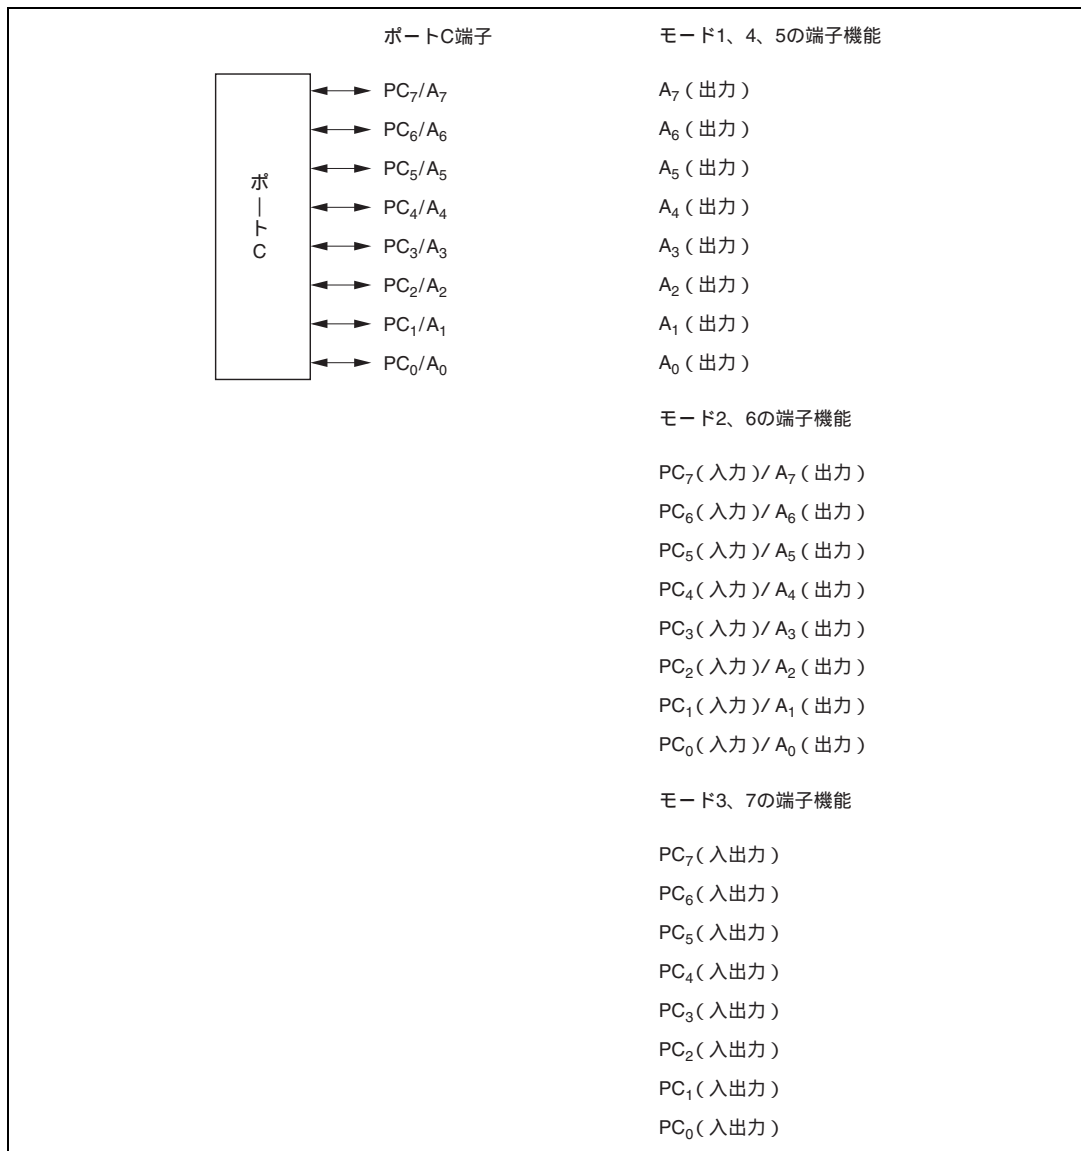 ポートC端子 モード1、4、5の端子機能
PC₇/A₇ A₇(出力)
PC₆/A₆ A₆(出力)
PC₅/A₅ A₅(出力)
PC₄/A₄ A₄(出力)
PC₃/A₃ A₃(出力)
PC₂/A₂ A₂(出力)
PC₁/A₁ A₁(出力)
PC₀/A₀ A₀(出力)
ポートC
モード2、6の端子機能
PC₇(入力)/ A₇(出力)
PC₆(入力)/ A₆(出力)
PC₅(入力)/ A₅(出力)
PC₄(入力)/ A₄(出力)
PC₃(入力)/ A₃(出力)
PC₂(入力)/ A₂(出力)
PC₁(入力)/ A₁(出力)
PC₀(入力)/ A₀(出力)
モード3、7の端子機能
PC₇(入出力)
PC₆(入出力)
PC₅(入出力)
PC₄(入出力)
PC₃(入出力)
PC₂(入出力)
PC₁(入出力)
PC₀(入出力)